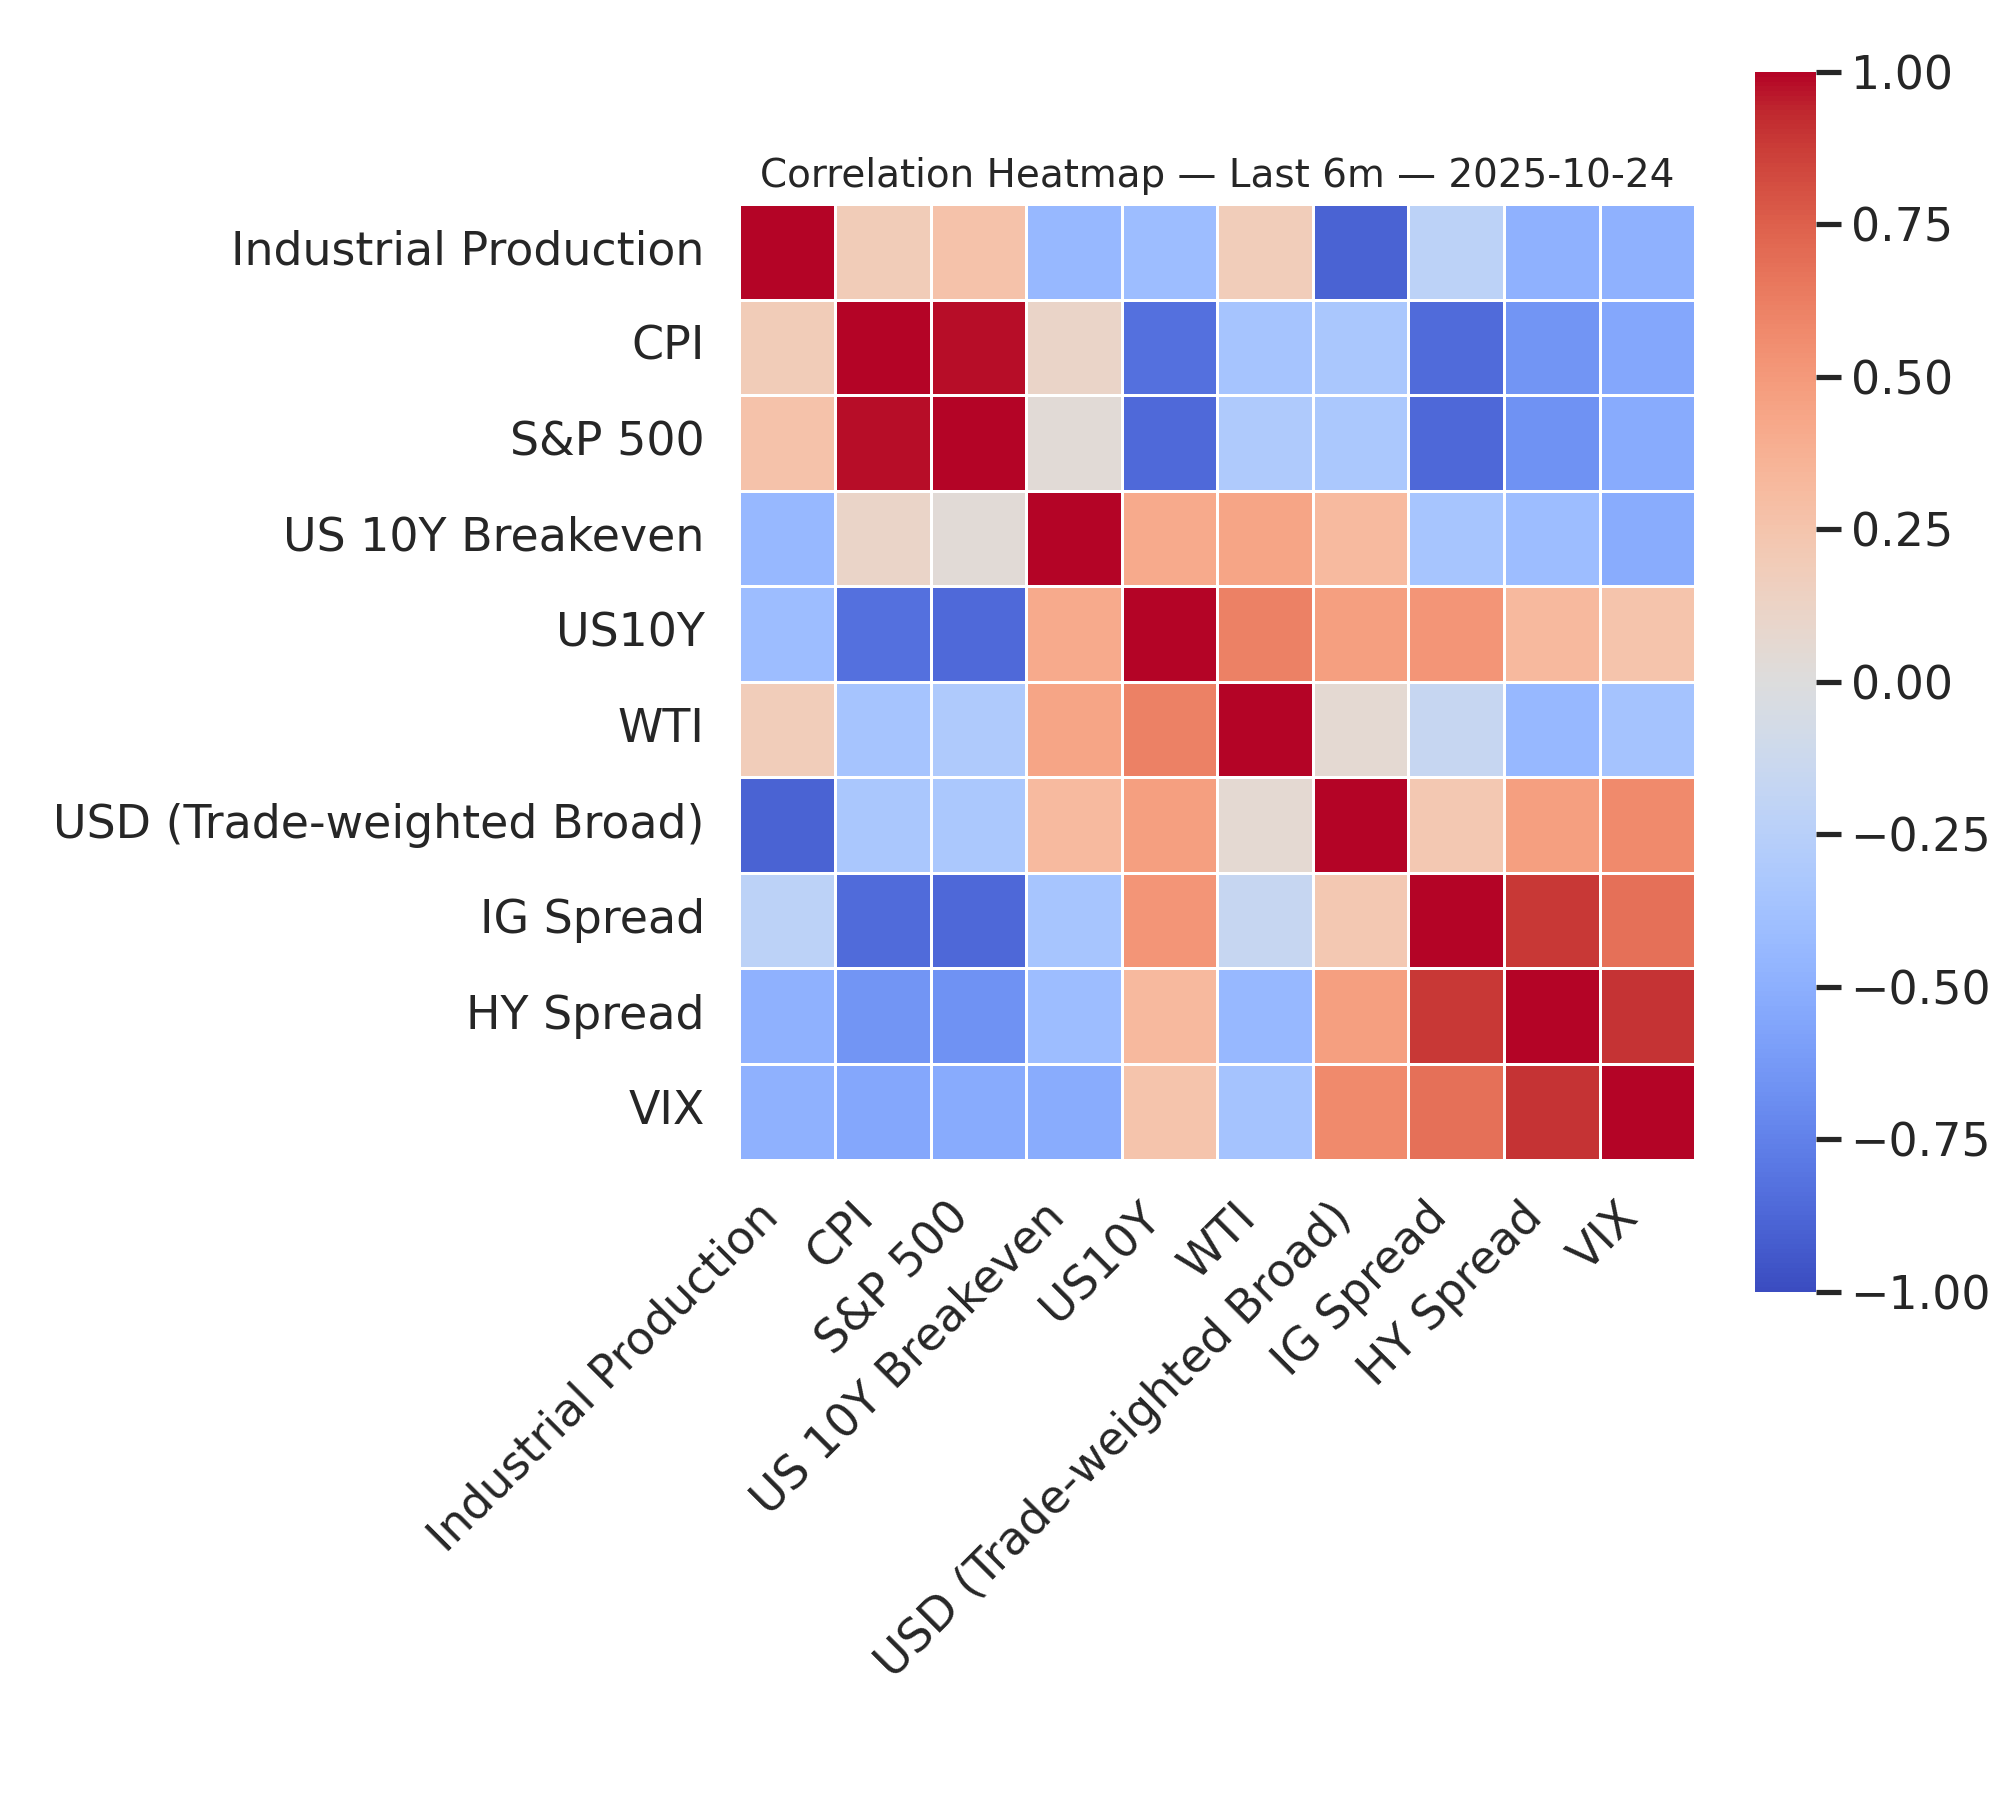 Correlation Heatmap — Last 6m — 2025-10-24
Industrial Production
CPI
S&P 500
US 10Y Breakeven
US10Y
WTI
USD (Trade-weighted Broad)
IG Spread
HY Spread
VIX
Industrial Production
CPI
S&P 500
US 10Y Breakeven
US10Y
WTI
USD (Trade-weighted Broad)
IG Spread
HY Spread
VIX
1.00
0.75
0.50
0.25
0.00
−0.25
−0.50
−0.75
−1.00